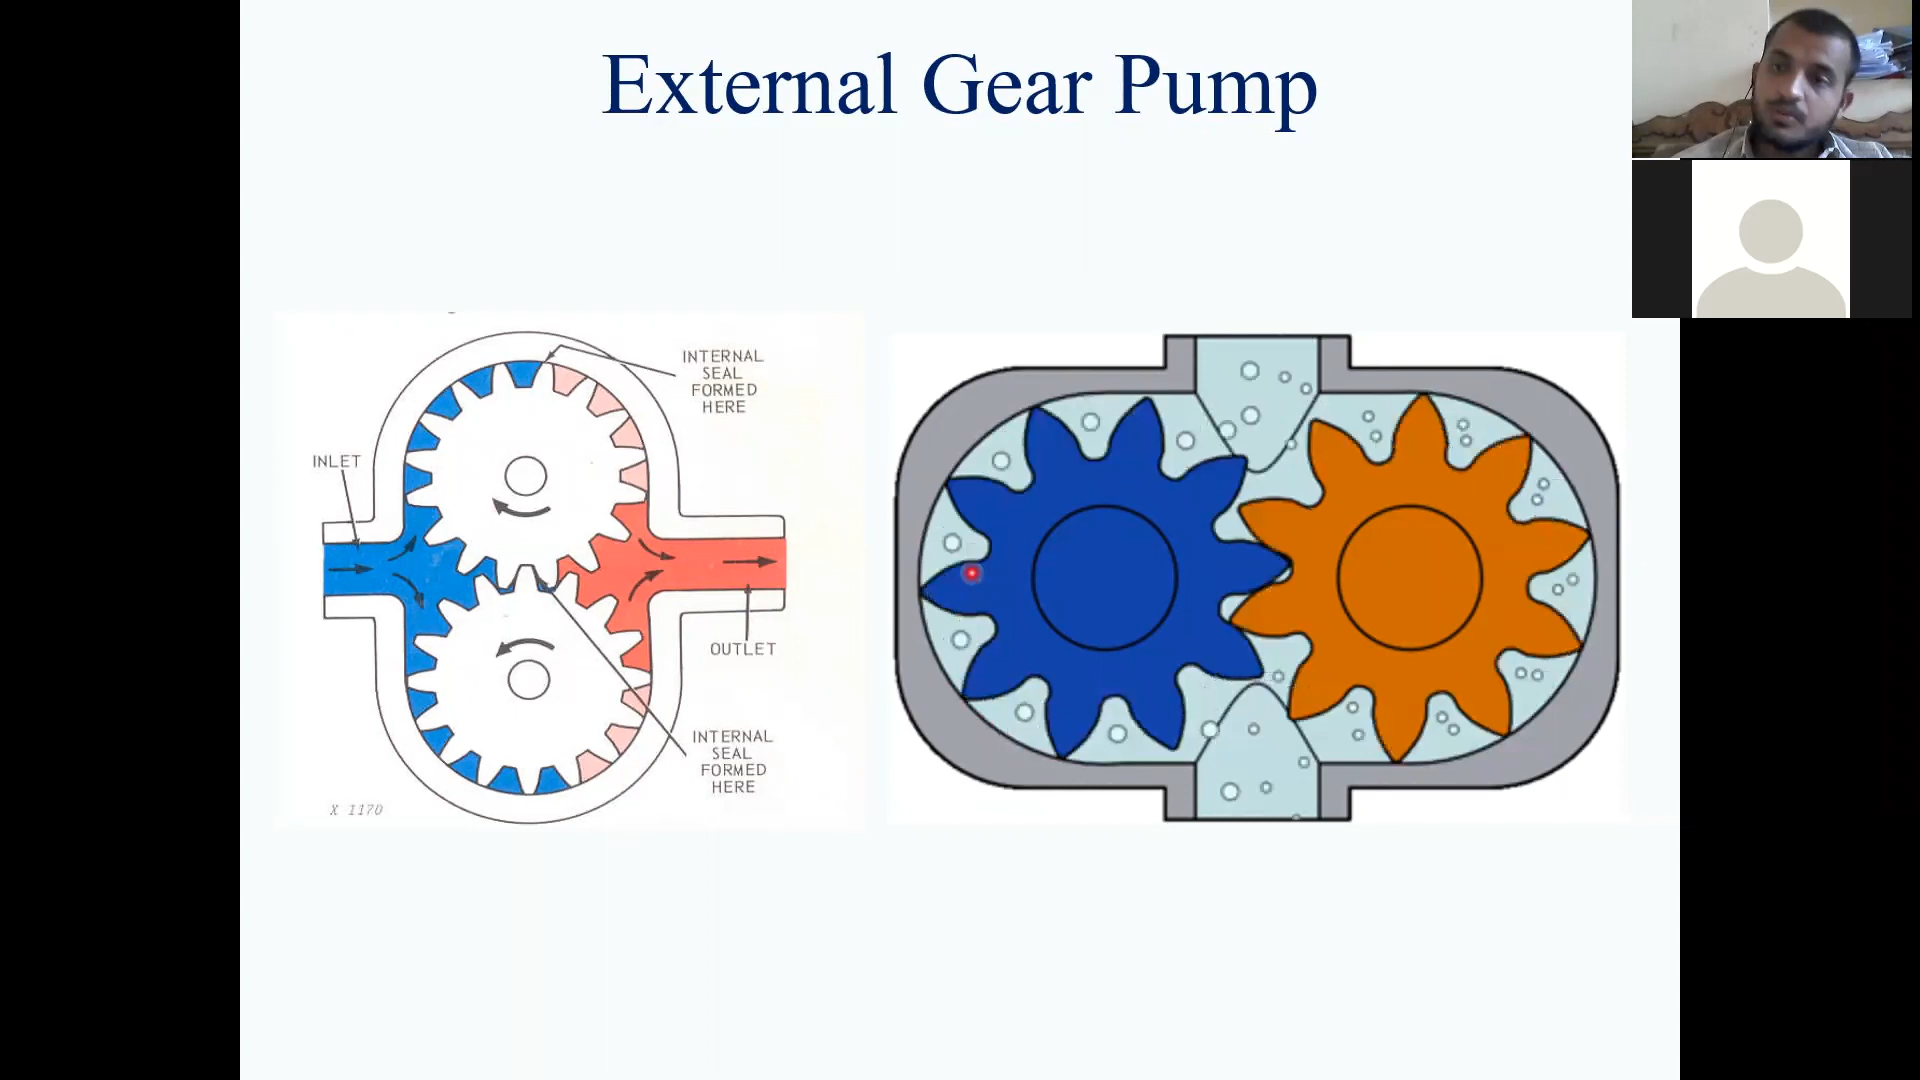 External Gear Pump
INTERNAL
SEAL
FORMED
HERE
INLET
OUTLET
INTERNAL
SEAL
FORMED
HERE
X 1170